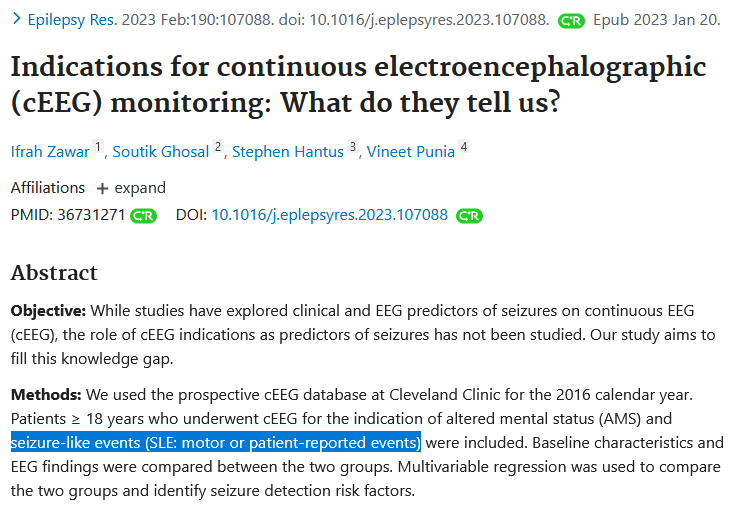 Epilepsy Res. 2023 Feb:190:107088. doi: 10.1016/j.eplepsyres.2023.107088. Epub 2023 Jan 20.
Indications for continuous electroencephalographic
(cEEG) monitoring: What do they tell us?
Ifrah Zawar 1, Soutik Ghosal 2, Stephen Hantus 3, Vineet Punia 4
Affiliations + expand
PMID: 36731271 DOI: 10.1016/j.eplepsyres.2023.107088
Abstract
Objective: While studies have explored clinical and EEG predictors of seizures on continuous EEG
(cEEG), the role of cEEG indications as predictors of seizures has not been studied. Our study aims to
fill this knowledge gap.
Methods: We used the prospective cEEG database at Cleveland Clinic for the 2016 calendar year.
Patients ≥ 18 years who underwent cEEG for the indication of altered mental status (AMS) and
seizure-like events (SLE: motor or patient-reported events) were included. Baseline characteristics and
EEG findings were compared between the two groups. Multivariable regression was used to compare
the two groups and identify seizure detection risk factors.